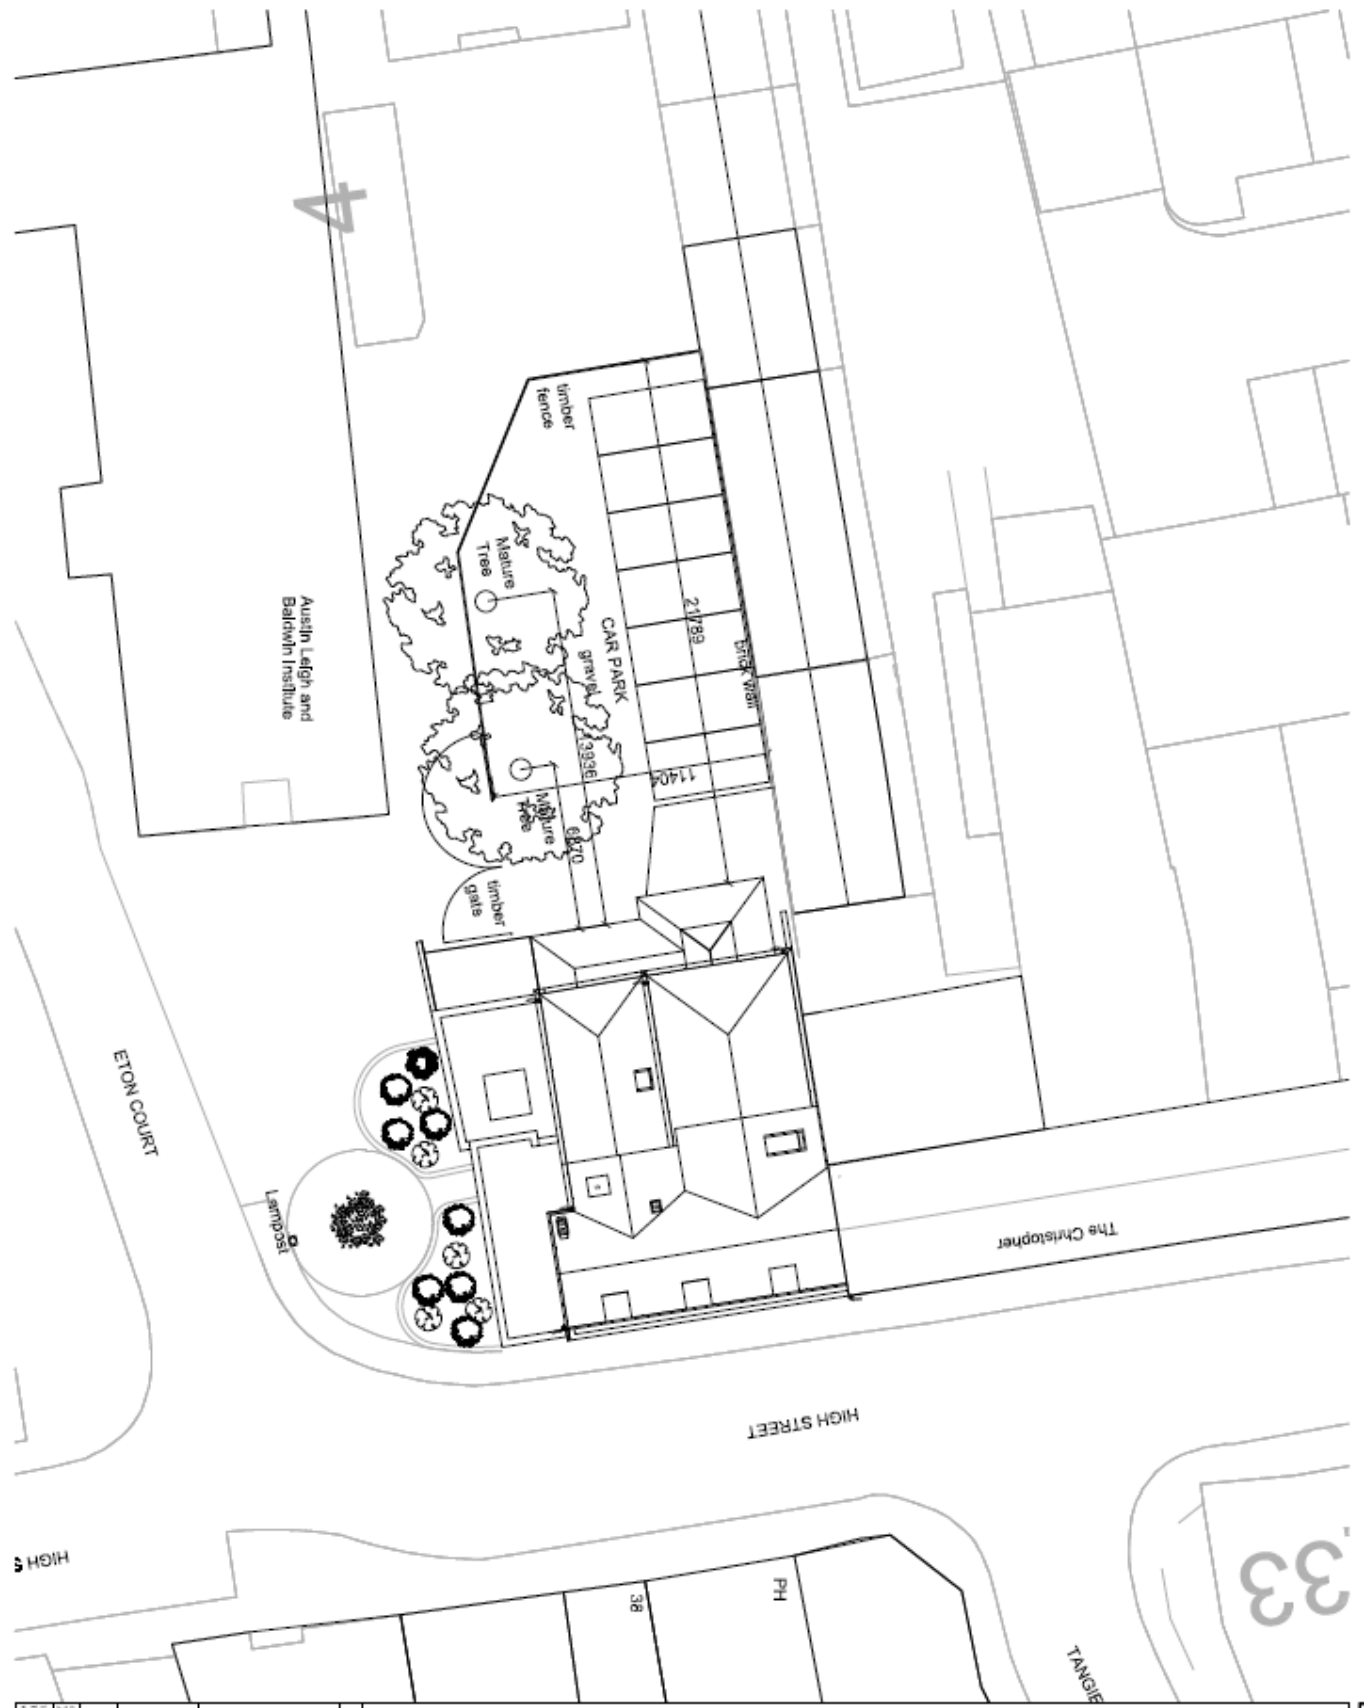 4
timber
fence
Mature
Tree
CAR PARK
gravel
21789
brick wall
Austin Leigh and
Baldwin Institute
13936
11404
Mature
Tree
6870
timber
gate
ETON COURT
Lampost
The Christopher
HIGH STREET
HIGH S
38
PH
33
TANGIE